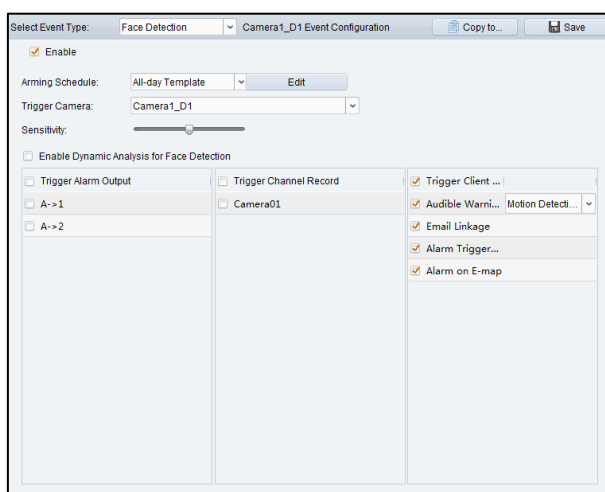 Select Event Type: Face Detection Camera1_D1 Event Configuration Copy to... Save
Enable
Arming Schedule: All-day Template Edit
Trigger Camera: Camera1_D1
Sensitivity:
Enable Dynamic Analysis for Face Detection
Trigger Alarm Output Trigger Channel Record Trigger Client ...
A->1 Camera01 Audible Warni... Motion Detecti...
A->2 Email Linkage
Alarm Trigger...
Alarm on E-map